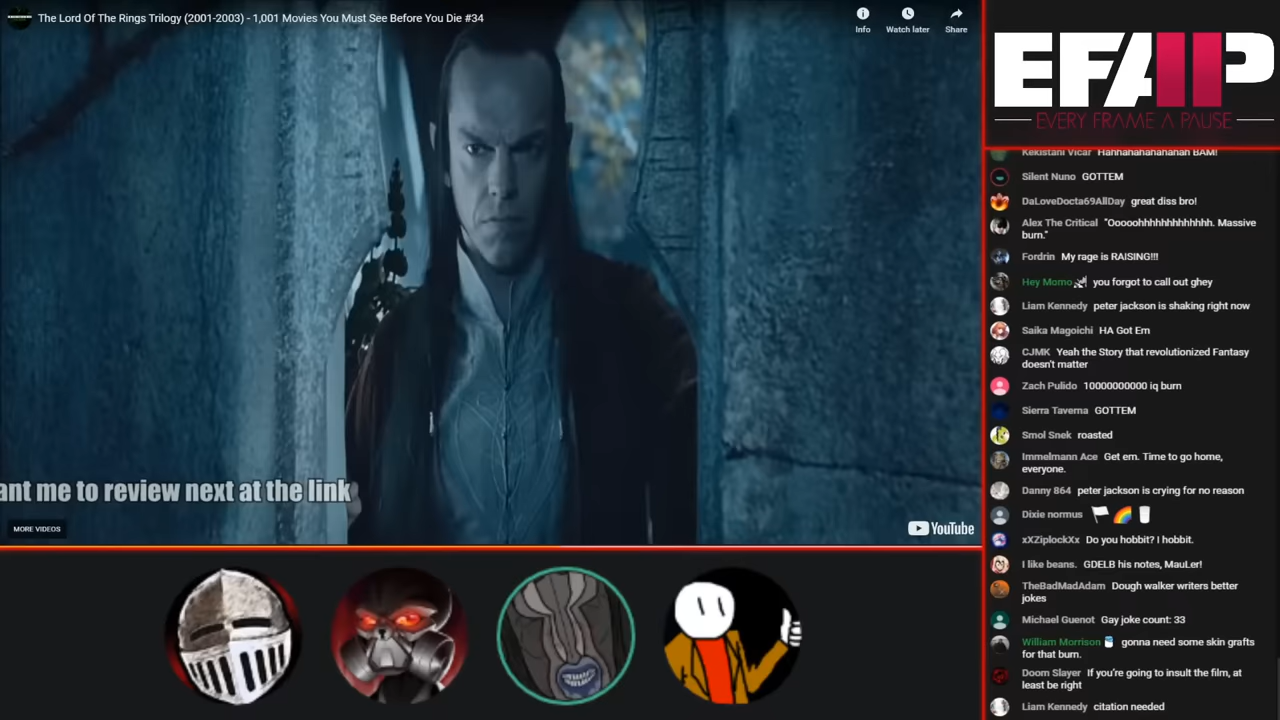 The Lord Of The Rings Trilogy (2001-2003) - 1,001 Movies You Must See Before You Die #34
Info
Watch later
Share
EFAP
EVERY FRAME A PAUSE
Kekistani Vicar Hahhahahahahahah BAM!
Silent Nuno GOTTEM
DaLoveDocta69AllDay great diss bro!
Alex The Critical "Ooooohhhhhhhhhhhhh. Massive
burn."
Fordrin My rage is RAISING!!!
Hey Momo you forgot to call out ghey
Liam Kennedy peter jackson is shaking right now
Saika Magoichi HA Got Em
CJMK Yeah the Story that revolutionized Fantasy
doesn't matter
Zach Pulido 10000000000 iq burn
Sierra Taverna GOTTEM
Smol Snek roasted
Immelmann Ace Get em. Time to go home,
everyone.
Danny 864 peter jackson is crying for no reason
Dixie normus
xXZiplockXx Do you hobbit? I hobbit.
I like beans. GDELB his notes, MauLer!
TheBadMadAdam Dough walker writers better
jokes
Michael Guenot Gay joke count: 33
William Morrison gonna need some skin grafts
for that burn.
Doom Slayer If you're going to insult the film, at
least be right
Liam Kennedy citation needed
ant me to review next at the link
MORE VIDEOS
YouTube